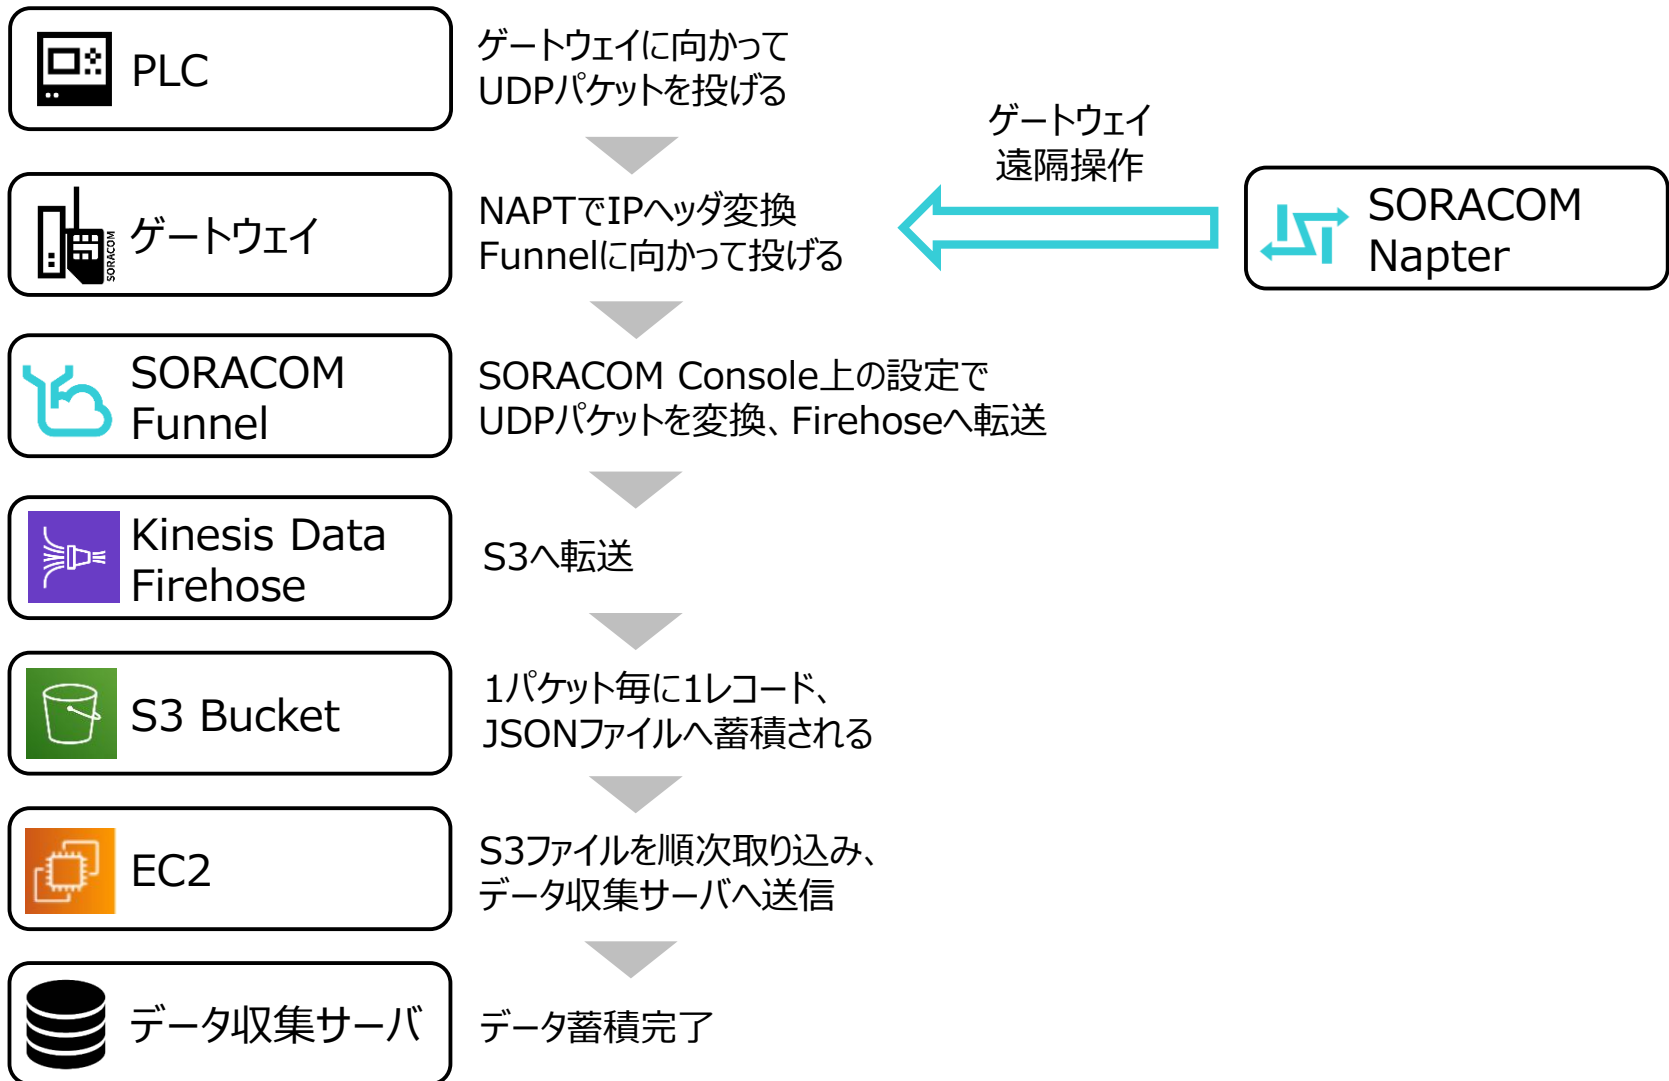 PLC
ゲートウェイに向かって
UDPパケットを投げる
ゲートウェイ
遠隔操作
SORACOM
Napter
ゲートウェイ
SORACOM
NAPTでIPヘッダ変換
Funnelに向かって投げる
SORACOM
Funnel
SORACOM Console上の設定で
UDPパケットを変換、Firehoseへ転送
Kinesis Data
Firehose
S3へ転送
S3 Bucket
1パケット毎に1レコード、
JSONファイルへ蓄積される
EC2
S3ファイルを順次取り込み、
データ収集サーバへ送信
データ収集サーバ
データ蓄積完了